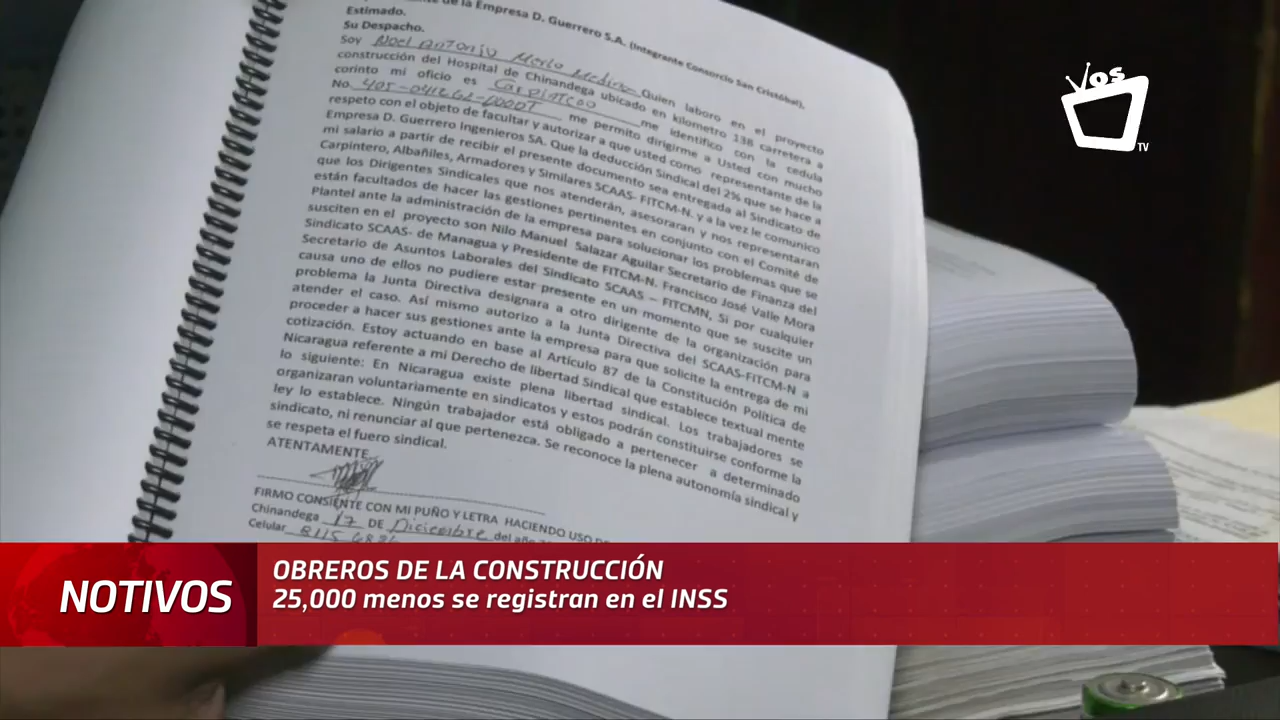 de la Empresa D. Guerrero S.A. (Integrante Consorcio San Cristóbal).
Estimado.
Su Despacho.
Soy Noel Antonio Merlo Medina Quien laboro en el proyecto
construcción del Hospital de Chinandega ubicado en kilometro 138 carretera a
corinto mi oficio es Carpintero me identifico con la cedula
No. me permito dirigirme a Usted con mucho
respeto con el objeto de facultar y autorizar a que usted como representante de la
Empresa D. Guerrero Ingenieros SA. Que la deducción Sindical del 2% que se hace a
mi salario a partir de recibir el presente documento sea entregada al Sindicato de
Carpintero, Albañiles, Armadores y Similares SCAAS- FITCM-N. y a la vez le comunico
que los Dirigentes Sindicales que nos atenderán, asesoraran y nos representaran
están facultados de hacer las gestiones pertinentes en conjunto con el Comité de
Plantel ante la administración de la empresa para solucionar los problemas que se
susciten en el proyecto son Nilo Manuel Salazar Aguilar Secretario de Finanza del
Sindicato SCAAS- de Managua y Presidente de FITCM-N. Francisco José Valle Mora
Secretario de Asuntos Laborales del Sindicato SCAAS – FITCMN, Si por cualquier
causa uno de ellos no pudiere estar presente en un momento que se suscite un
problema la Junta Directiva designara a otro dirigente de la organización para
atender el caso. Así mismo autorizo a la Junta Directiva del SCAAS-FITCM-N a
proceder a hacer sus gestiones ante la empresa para que solicite la entrega de mi
cotización. Estoy actuando en base al Artículo 87 de la Constitución Política de
Nicaragua referente a mi Derecho de libertad Sindical que establece textual mente
lo siguiente: En Nicaragua existe plena libertad sindical. Los trabajadores se
organizaran voluntariamente en sindicatos y estos podrán constituirse conforme la
ley lo establece. Ningún trabajador está obligado a pertenecer a determinado
sindicato, ni renunciar al que pertenezca. Se reconoce la plena autonomía sindical y
se respeta el fuero sindical.
ATENTAMENTE
FIRMO CONSIENTE CON MI PUÑO Y LETRA HACIENDO USO
Chinandega 17 DE Diciembre del año
Celular
VOS
TV
NOTIVOS
OBREROS DE LA CONSTRUCCIÓN
25,000 menos se registran en el INSS